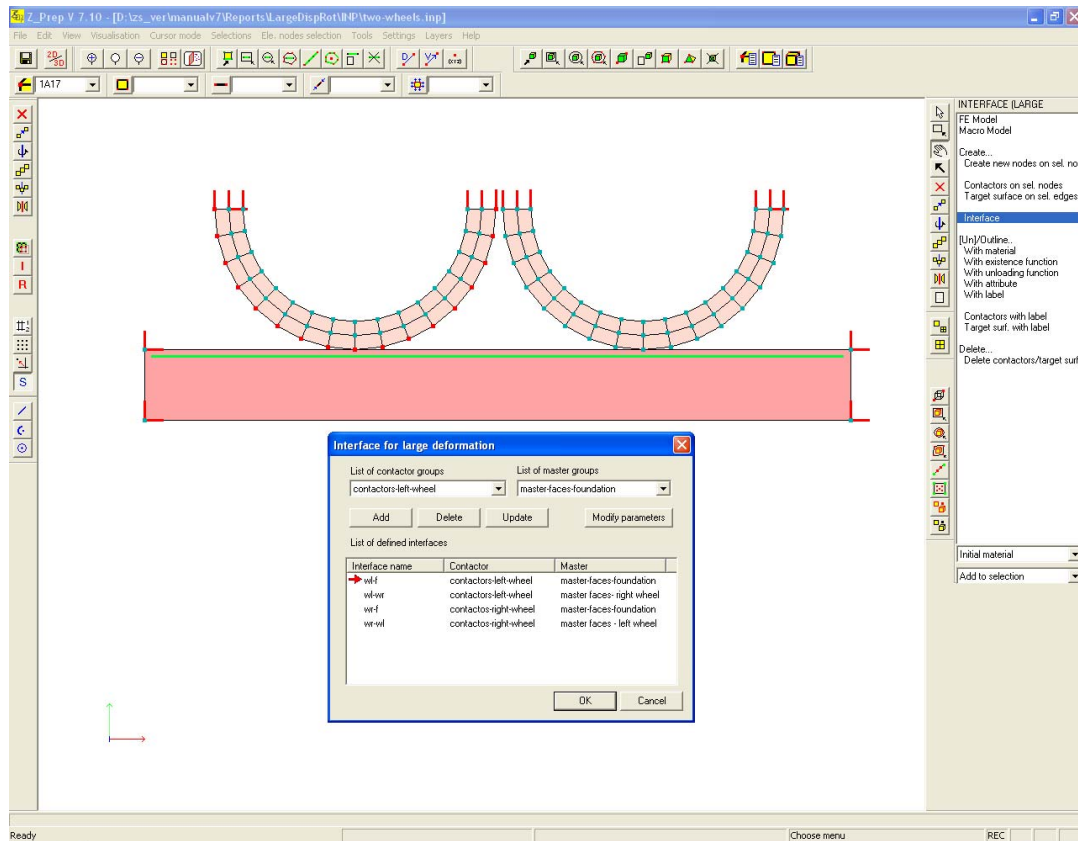 Z_Prep V 7.10 - [D:\zs_ver\manualv7\Reports\LargeDispRot\INP\two-wheels.inp]
File Edit View Visualisation Cursor mode Selections Ele. nodes selection Tools Settings Layers Help
2D/3D
1A17
INTERFACE (LARGE
FE Model
Macro Model
Create...
Create new nodes on sel. no
Contactors on sel. nodes
Target surface on sel. edges
Interface
[Un]/Outline..
With material
With existence function
With unloading function
With attribute
With label
Contactors with label
Target surf. with label
Delete...
Delete contactors/target surf
I
R
S
Interface for large deformation
List of contactor groups List of master groups
contactors-left-wheel master-faces-foundation
Add Delete Update Modify parameters
List of defined interfaces
Interface name Contactor Master
wl-f contactors-left-wheel master-faces-foundation
wl-wr contactors-left-wheel master faces- right wheel
wr-f contactos-right-wheel master-faces-foundation
wr-wl contactos-right-wheel master faces - left wheel
OK Cancel
Initial material
Add to selection
Ready Choose menu REC